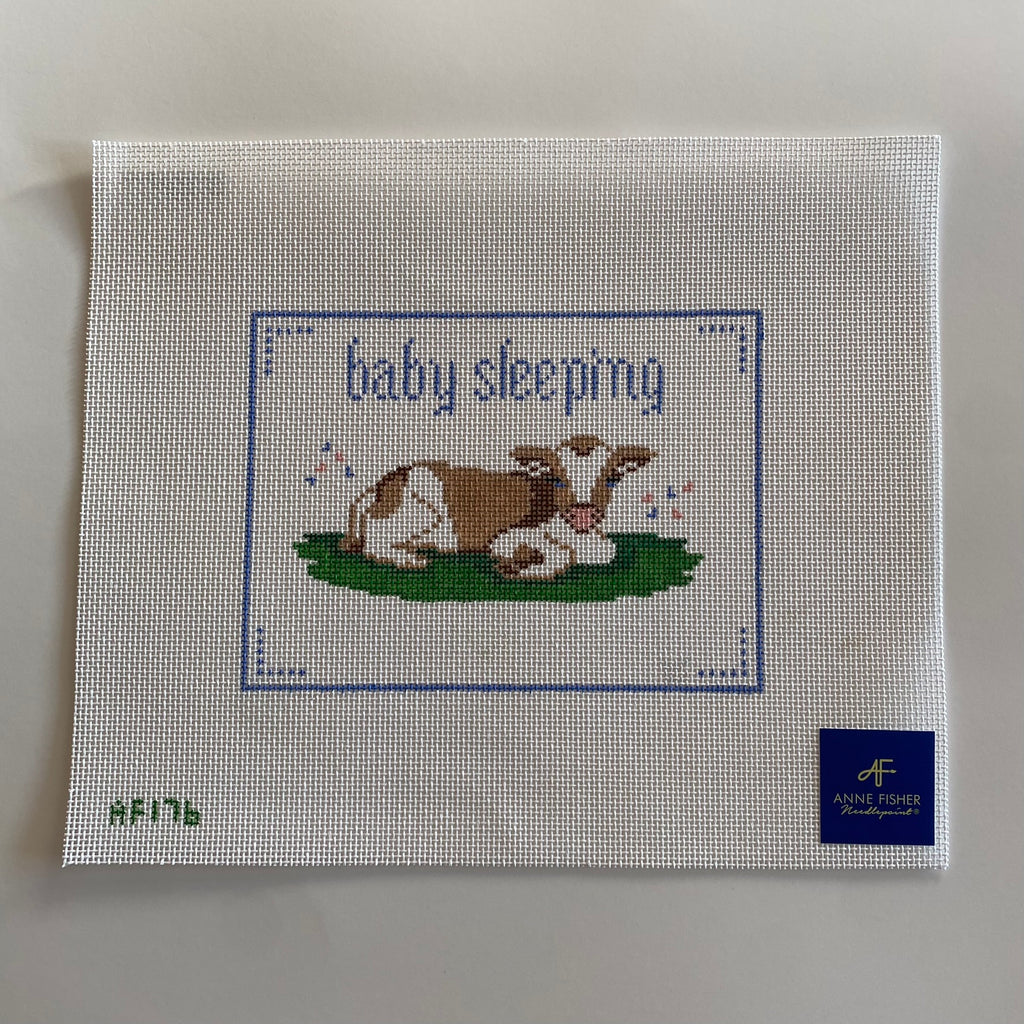 baby sleeping
AF176
AF
ANNE FISHER
Needlepoint®